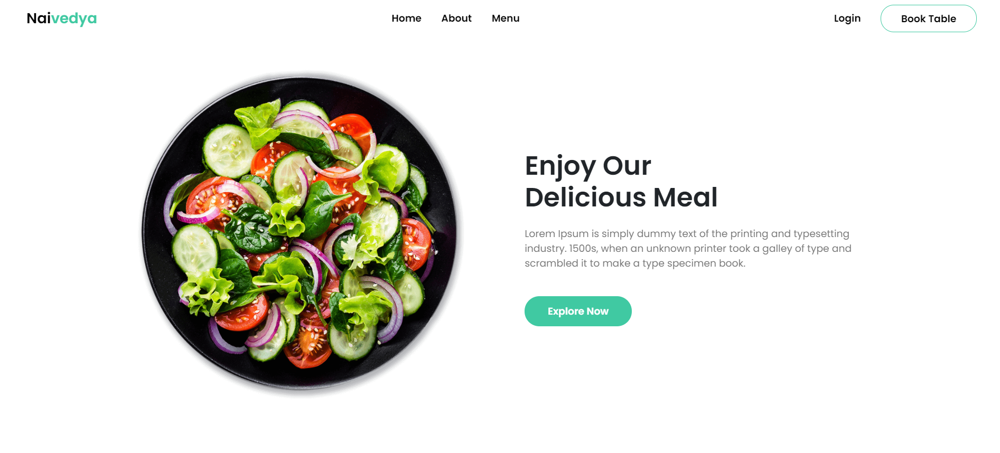 Naivedya
Home About Menu
Login Book Table
Enjoy Our
Delicious Meal
Lorem Ipsum is simply dummy text of the printing and typesetting
industry. 1500s, when an unknown printer took a galley of type and
scrambled it to make a type specimen book.
Explore Now